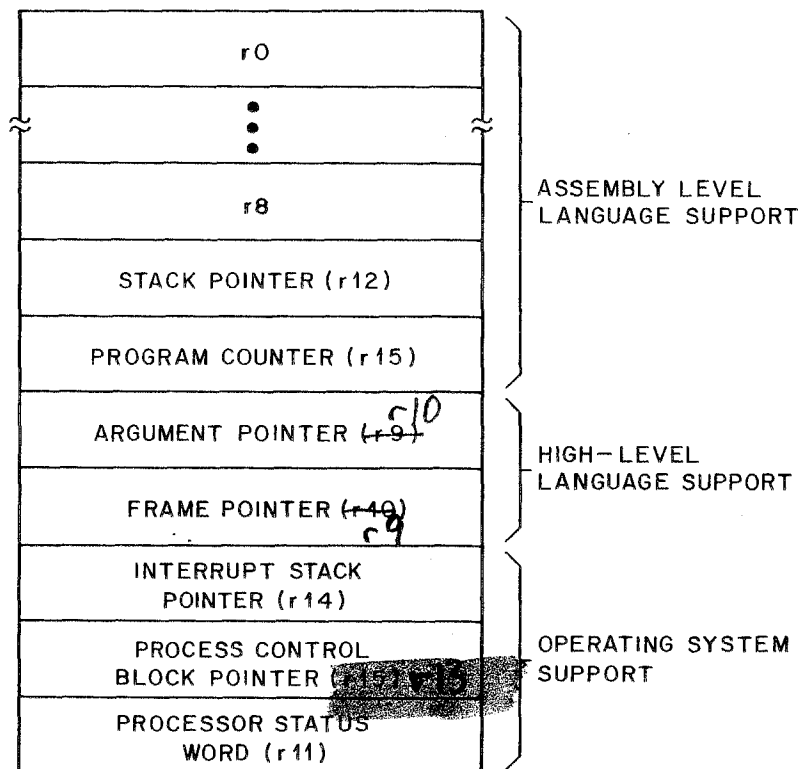 r0
r8
STACK POINTER (r12)
PROGRAM COUNTER (r15)
ARGUMENT POINTER (r9)
r10
FRAME POINTER (r10)
r9
INTERRUPT STACK
POINTER (r14)
PROCESS CONTROL
BLOCK POINTER (r15) r13
PROCESSOR STATUS
WORD (r11)
ASSEMBLY LEVEL
LANGUAGE SUPPORT
HIGH-LEVEL
LANGUAGE SUPPORT
OPERATING SYSTEM
SUPPORT